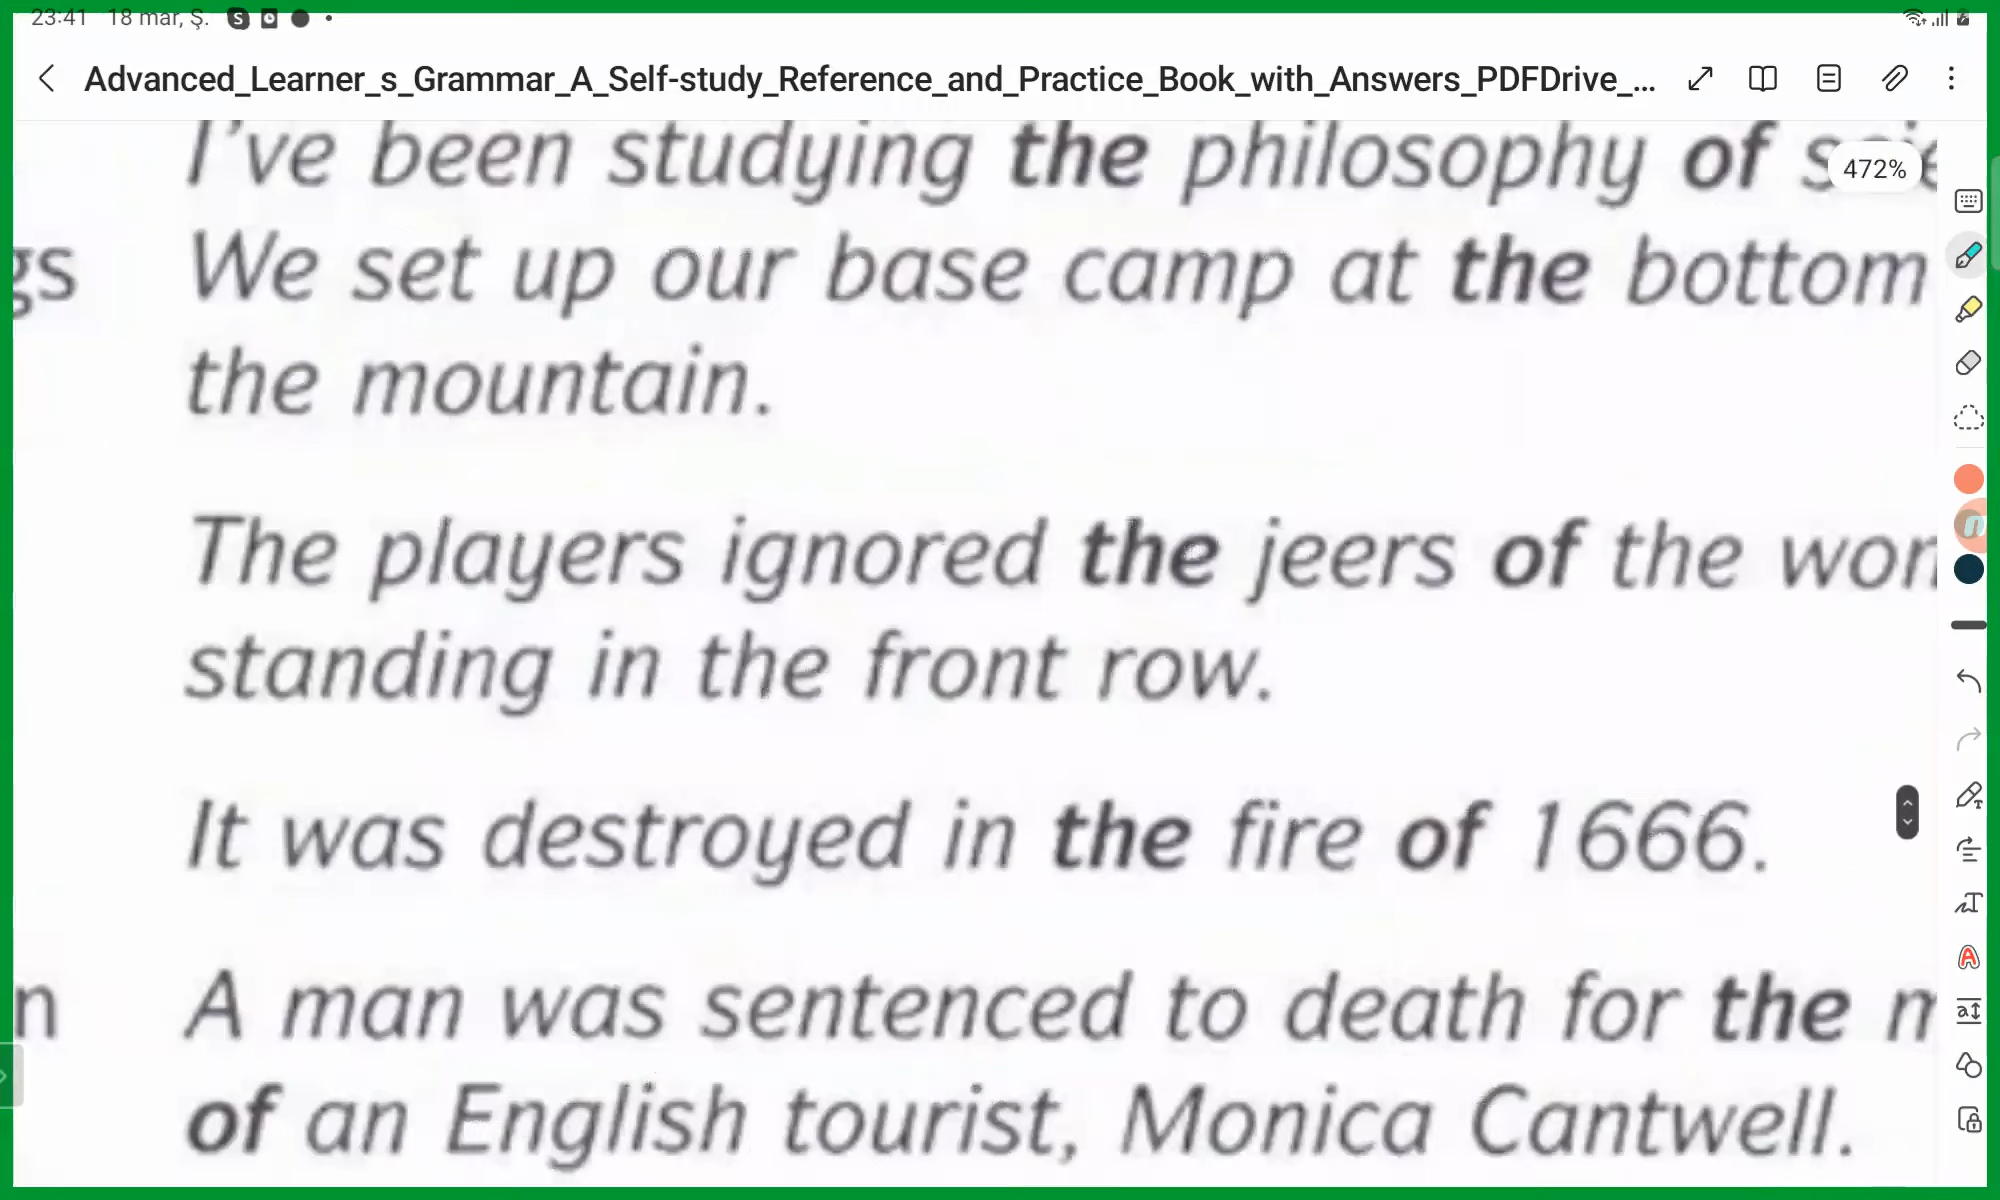 23:41 18 mar, Ş.
Advanced_Learner_s_Grammar_A_Self-study_Reference_and_Practice_Book_with_Answers_PDFDrive_...
I've been studying the philosophy of
472%
gs We set up our base camp at the bottom
the mountain.
The players ignored the jeers of the
standing in the front row.
It was destroyed in the fire of 1666.
n A man was sentenced to death for the
of an English tourist, Monica Cantwell.